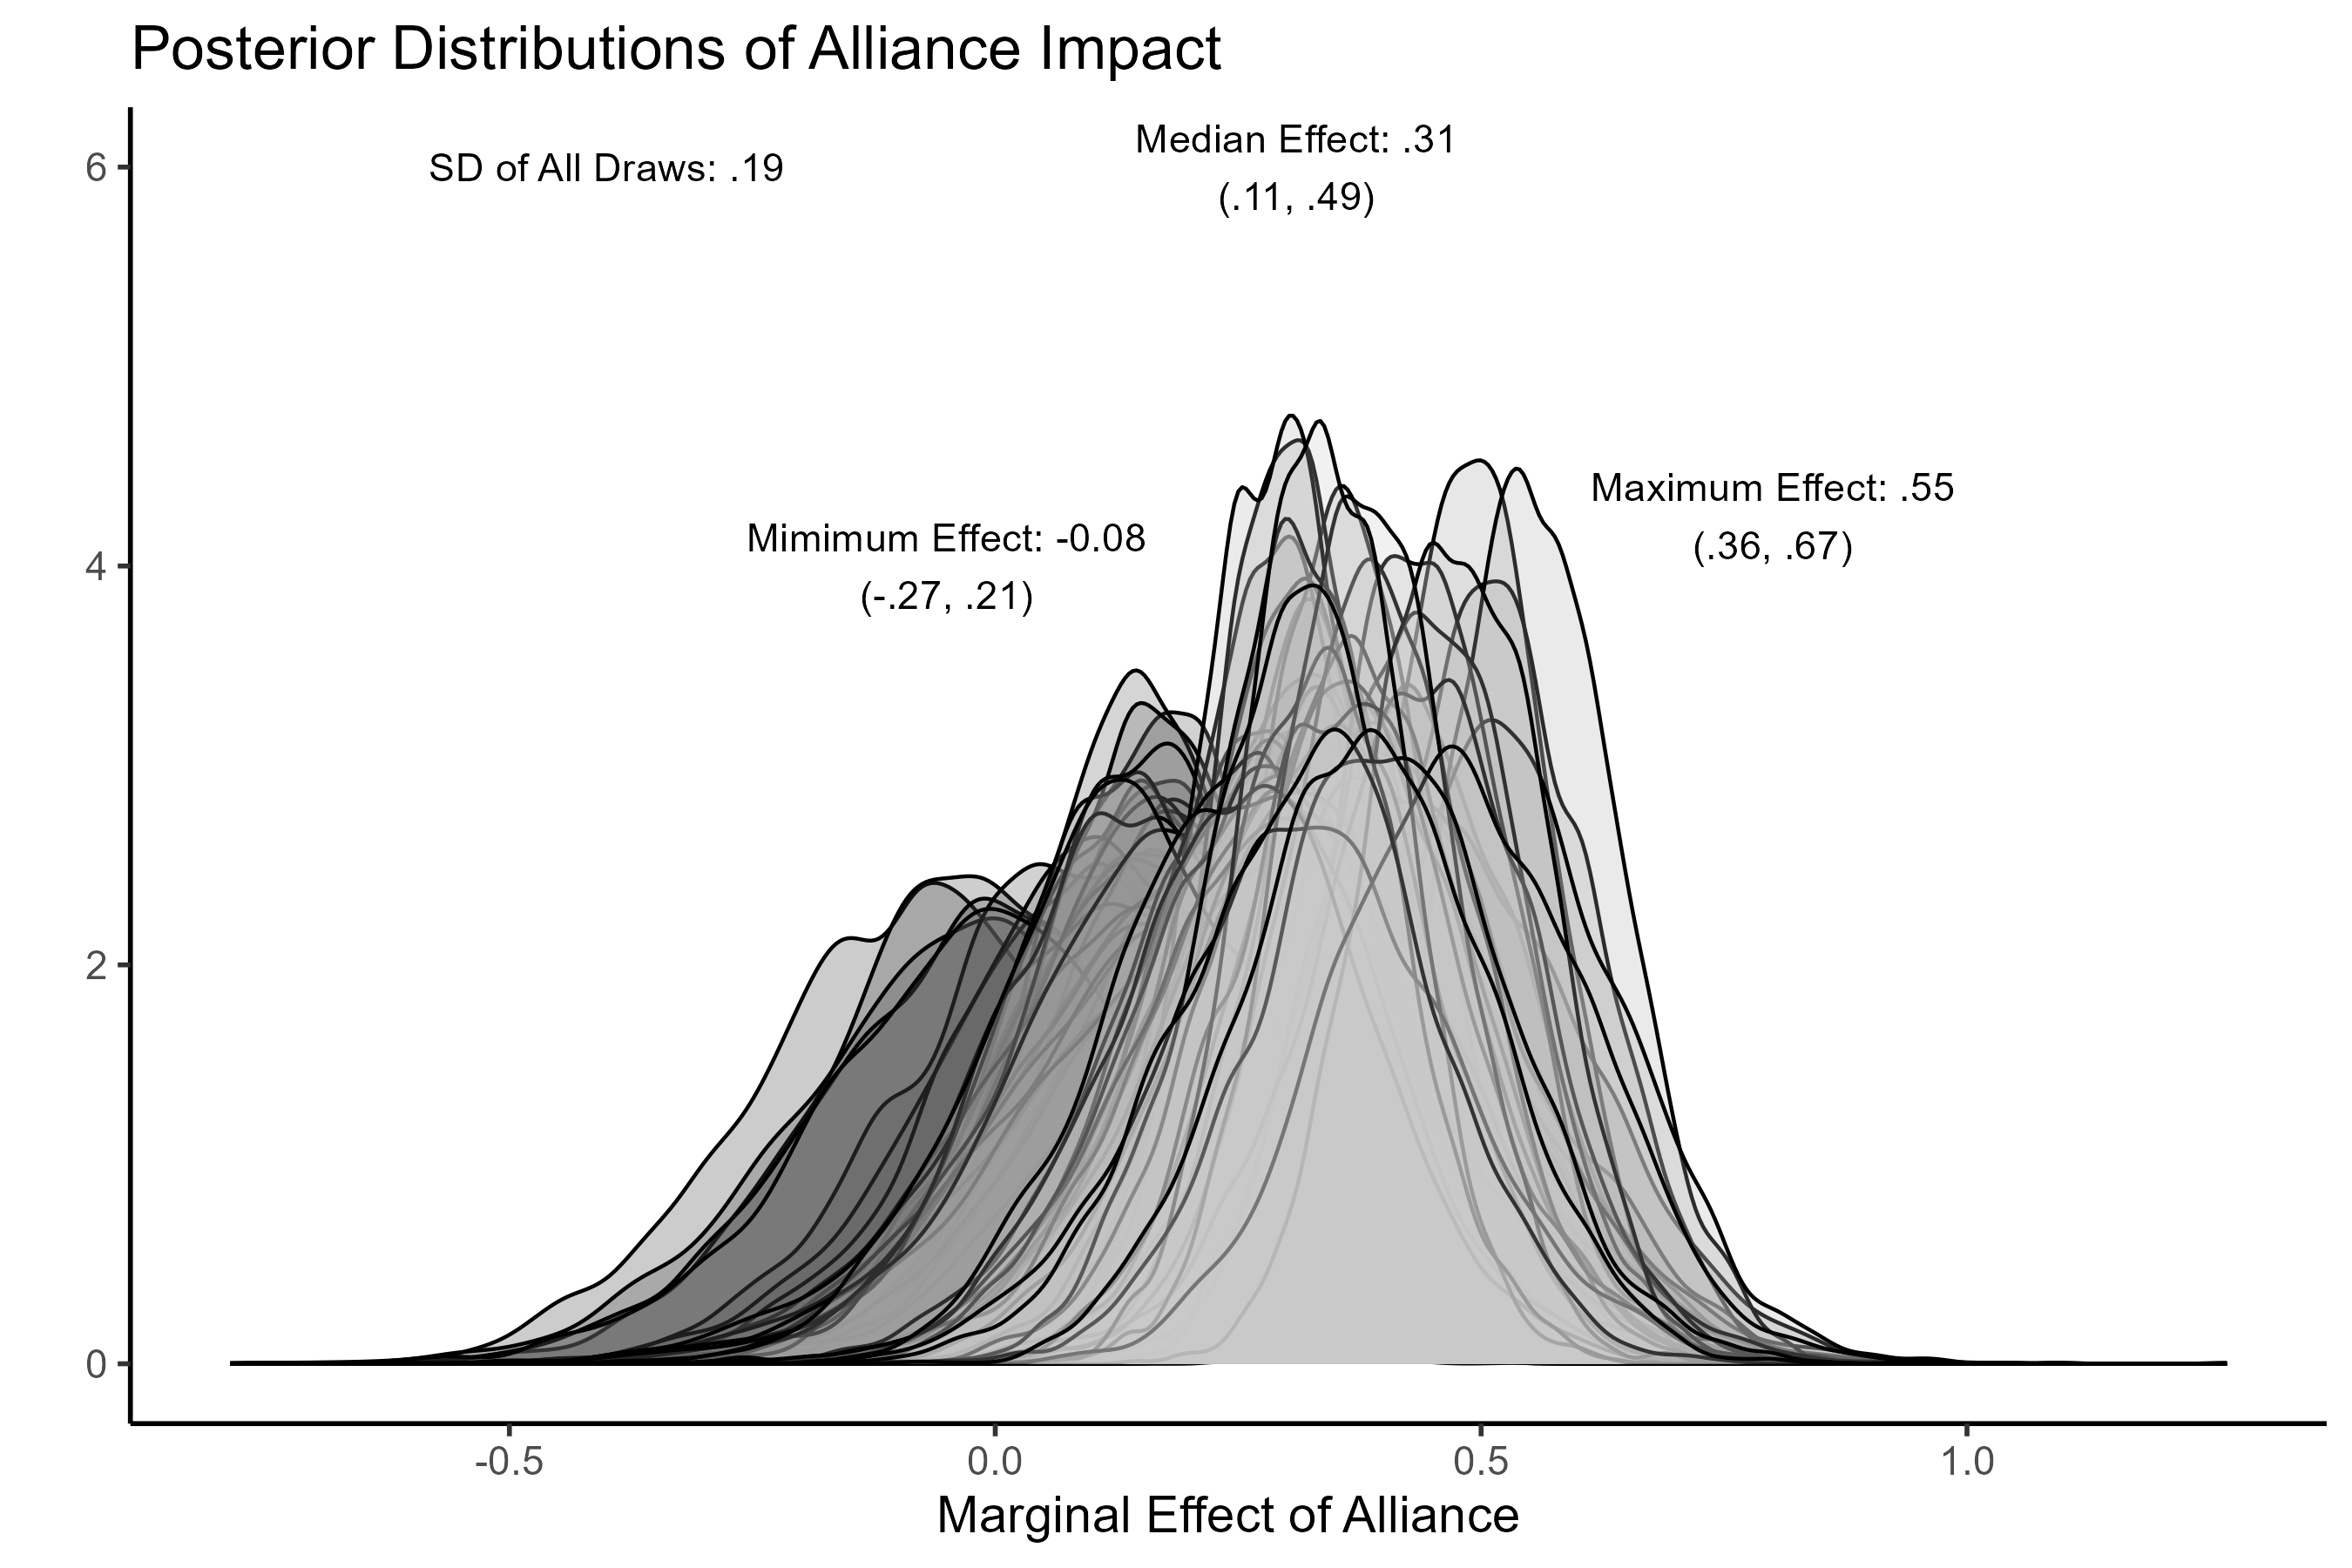 Posterior Distributions of Alliance Impact
SD of All Draws: .19
Median Effect: .31
(.11, .49)
Maximum Effect: .55
(.36, .67)
Mimimum Effect: -0.08
(-.27, .21)
6
4
2
0
-0.5
0.0
0.5
1.0
Marginal Effect of Alliance